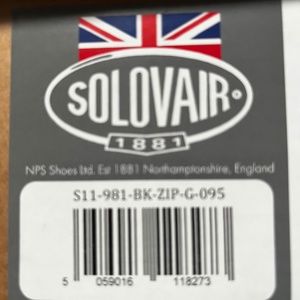 SOLOVAIR
1881
NPS Shoes Ltd. Est 1881 Northamptonshire, England
S11-981-BK-ZIP-G-095
5 059016 118273